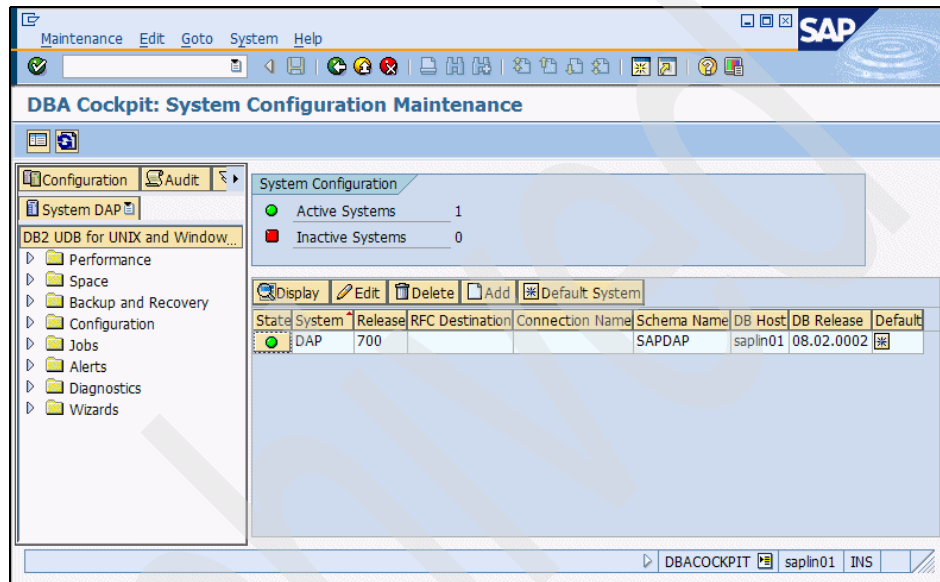 Maintenance Edit Goto System Help
SAP
DBA Cockpit: System Configuration Maintenance
Configuration Audit
System DAP
DB2 UDB for UNIX and Window...
Performance
Space
Backup and Recovery
Configuration
Jobs
Alerts
Diagnostics
Wizards
System Configuration
Active Systems 1
Inactive Systems 0
Display Edit Delete Add Default System
State System Release RFC Destination Connection Name Schema Name DB Host DB Release Default
DAP 700 SAPDAP saplin01 08.02.0002
DBACOCKPIT saplin01 INS